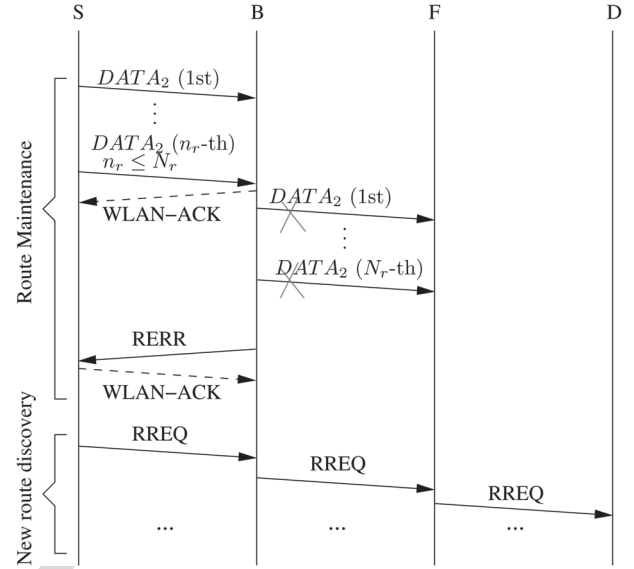 S B F D
DATA₂ (1st)
⋮
DATA₂ (nᵣ-th)
nᵣ ≤ Nᵣ
WLAN−ACK
DATA₂ (1st)
⋮
DATA₂ (Nᵣ-th)
RERR
WLAN−ACK
Route Maintenance
RREQ
RREQ
RREQ
... ... ...
New route discovery